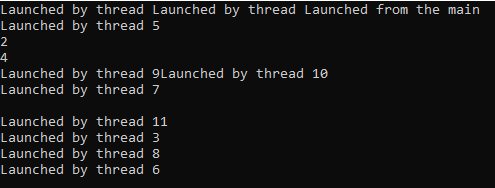 Launched by thread Launched by thread Launched from the main
Launched by thread 5
2
4
Launched by thread 9Launched by thread 10
Launched by thread 7
Launched by thread 11
Launched by thread 3
Launched by thread 8
Launched by thread 6